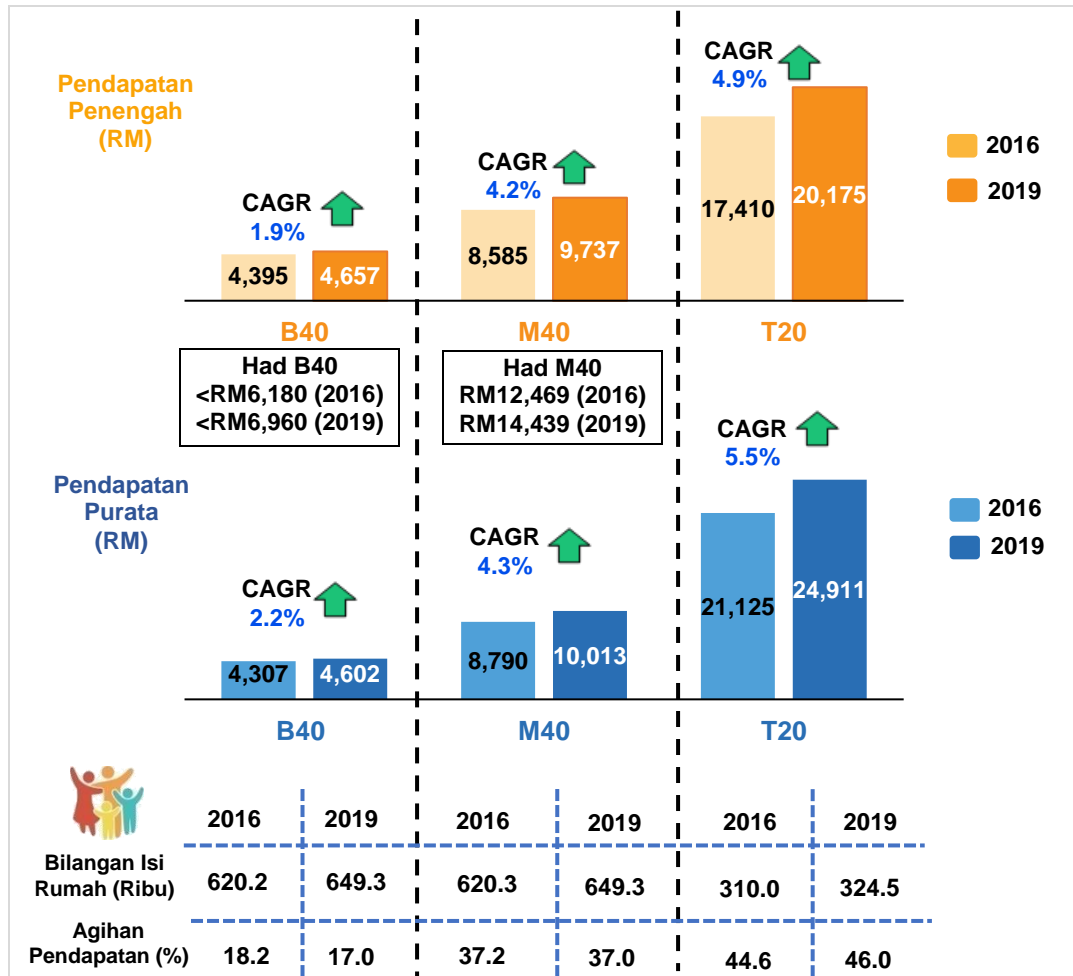 Pendapatan
Penengah
(RM)
CAGR
1.9%
4,395
4,657
B40
CAGR
4.2%
8,585
9,737
M40
CAGR
4.9%
17,410
20,175
T20
2016
2019
Had B40
<RM6,180 (2016)
<RM6,960 (2019)
Had M40
RM12,469 (2016)
RM14,439 (2019)
Pendapatan
Purata
(RM)
CAGR
2.2%
4,307
4,602
B40
CAGR
4.3%
8,790
10,013
M40
CAGR
5.5%
21,125
24,911
T20
2016
2019
2016 2019 2016 2019 2016 2019
Bilangan Isi
Rumah (Ribu) 620.2 649.3 620.3 649.3 310.0 324.5
Agihan
Pendapatan (%) 18.2 17.0 37.2 37.0 44.6 46.0